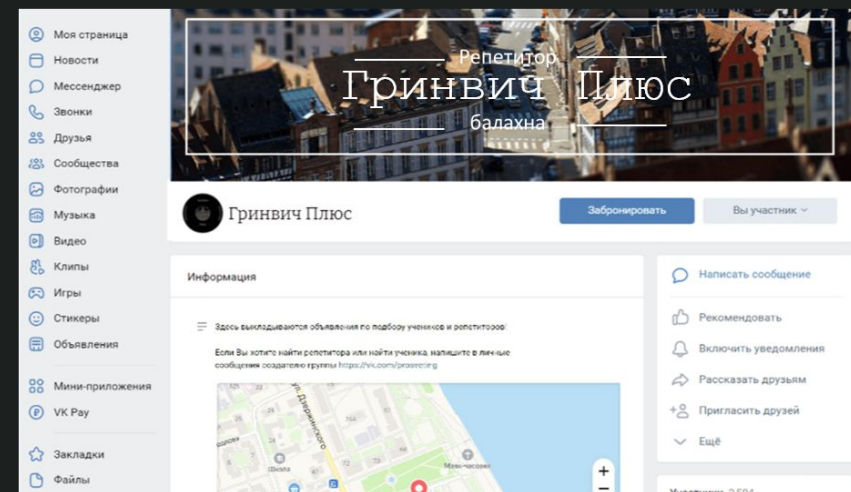 Моя страница
Новости
Мессенджер
Звонки
Друзья
Сообщества
Фотографии
Музыка
Видео
Клипы
Игры
Стикеры
Объявления
Мини-приложения
VK Pay
Закладки
Файлы
Репетитор
Гринвич Плюс
балахна
Гринвич Плюс
Забронировать
Вы участник
Информация
Здесь выкладываются объявления по подбору учеников и репетиторов!
Если Вы хотите найти репетитора или найти ученика, напишите в личные
сообщения создателю группы
ул. Дзержинского
Школа
Написать сообщение
Рекомендовать
Включить уведомления
Рассказать друзьям
Пригласить друзей
Ещё